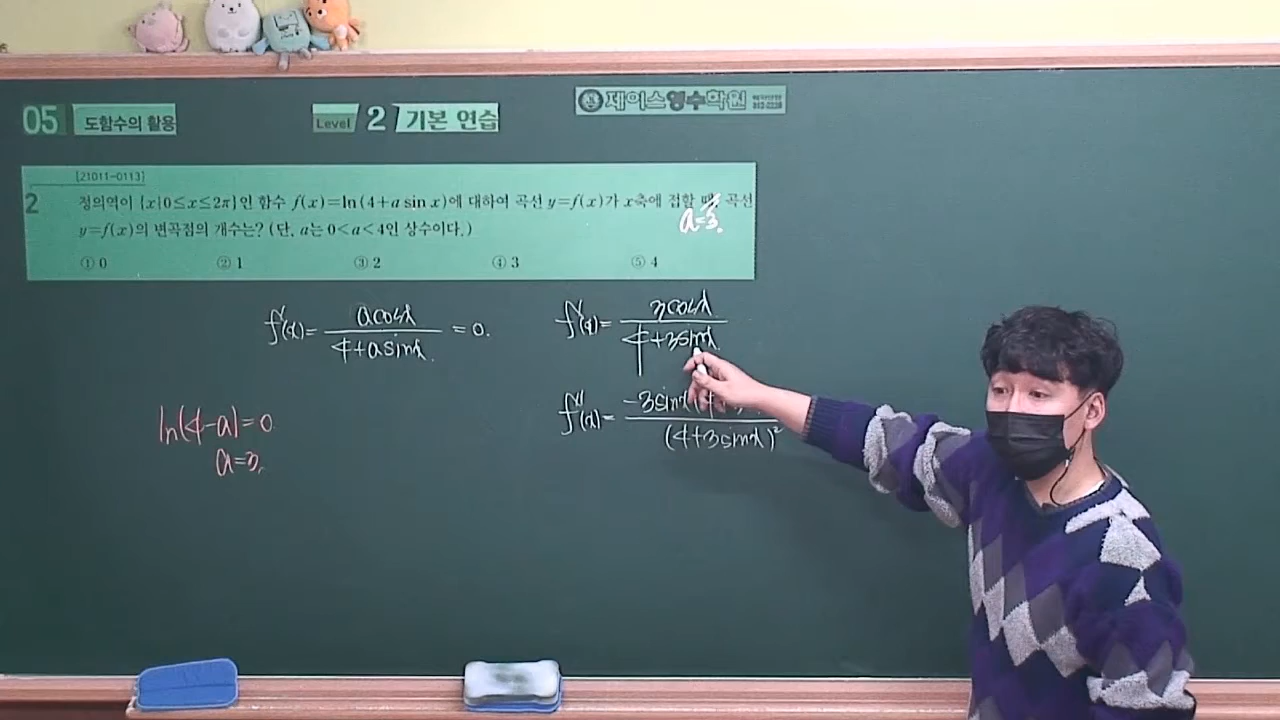 05 도함수의 활용
Level 2 기본 연습
제이스영수학원
[21011-0113]
2 정의역이 {x|0≤x≤2π}인 함수 f(x)=ln(4+a sin x)에 대하여 곡선 y=f(x)가 x축에 접할 때, 곡선
y=f(x)의 변곡점의 개수는? (단, a는 0<a<4인 상수이다.)
a=3.
① 0 ② 1 ③ 2 ④ 3 ⑤ 4
f'(x)= acosx / 4+asinx = 0.
f'(x)= 3cosx / 4+3sinx
ln(4-a)=0
a=3.
f''(x)= -3sinx(4 / (4+3sinx)²